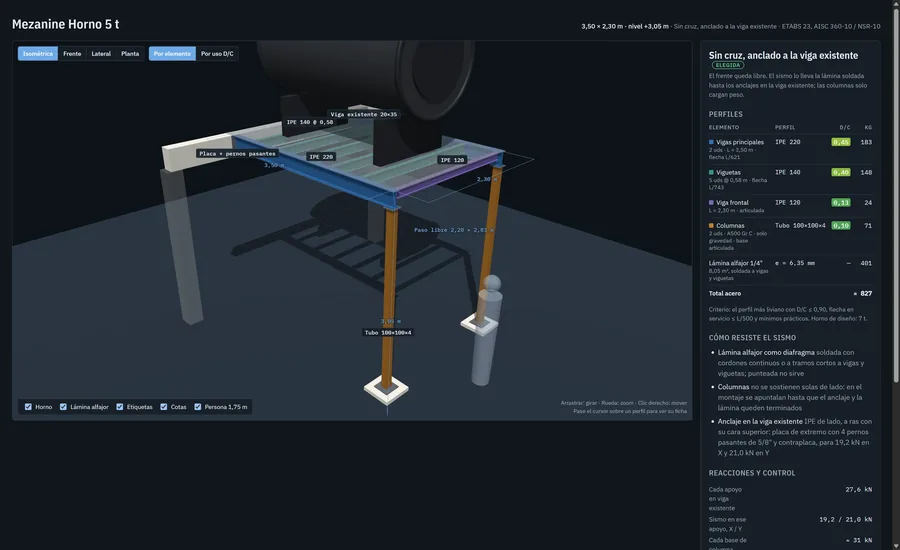 Mezanine Horno 5 t
3,50 × 2,30 m · nivel +3,05 m · Sin cruz, anclado a la viga existente · ETABS 23, AISC 360-10 / NSR-10
Isométrica Frente Lateral Planta Por elemento Por uso D/C
Viga existente 20×35
IPE 140 @ 0,58
Placa + pernos pasantes
IPE 220
IPE 120
3,50 m
2,30 m
Tubo 100×100×4
Horno Lámina alfajor Etiquetas Cotas Persona 1,75 m
Arrastrar: girar · Rueda: zoom · Clic derecho: mover
Pase el cursor sobre un perfil para ver su ficha
Sin cruz, anclado a la viga existente
ELEGIDA
El frente queda libre. El sismo lo lleva la lámina soldada
hasta los anclajes en la viga existente; las columnas solo
cargan peso.
PERFILES
ELEMENTO PERFIL D/C KG
Vigas principales IPE 220 0,45 183
2 uds · L = 3,50 m ·
flecha L/621
Viguetas IPE 140 0,40 148
5 uds @ 0,58 m · flecha
L/743
Viga frontal IPE 120 0,13 24
L = 2,30 m · articulada
Columnas Tubo 100×100×4 0,10 71
2 uds · A500 Gr C · solo
gravedad · base
articulada
Lámina alfajor 1/4" e = 6,35 mm — 401
8,05 m², soldada a vigas
y viguetas
Total acero ≈ 827
Criterio: el perfil más liviano con D/C ≤ 0,90, flecha en
servicio ≤ L/500 y mínimos prácticos. Horno de diseño: 7 t.
CÓMO RESISTE EL SISMO
• Lámina alfajor como diafragma soldada con
cordones continuos o a tramos cortos a vigas y
viguetas; punteada no sirve
• Columnas no se sostienen solas de lado: en el
montaje se apuntalan hasta que el anclaje y la
lámina queden terminados
• Anclaje en la viga existente IPE de lado, a ras con
su cara superior: placa de extremo con 4 pernos
pasantes de 5/8" y contraplaca, para 19,2 kN en
X y 21,0 kN en Y
REACCIONES Y CONTROL
Cada apoyo 27,6 kN
en viga
existente
Sismo en ese 19,2 / 21,0 kN
apoyo, X / Y
Cada base de ≈ 31 kN